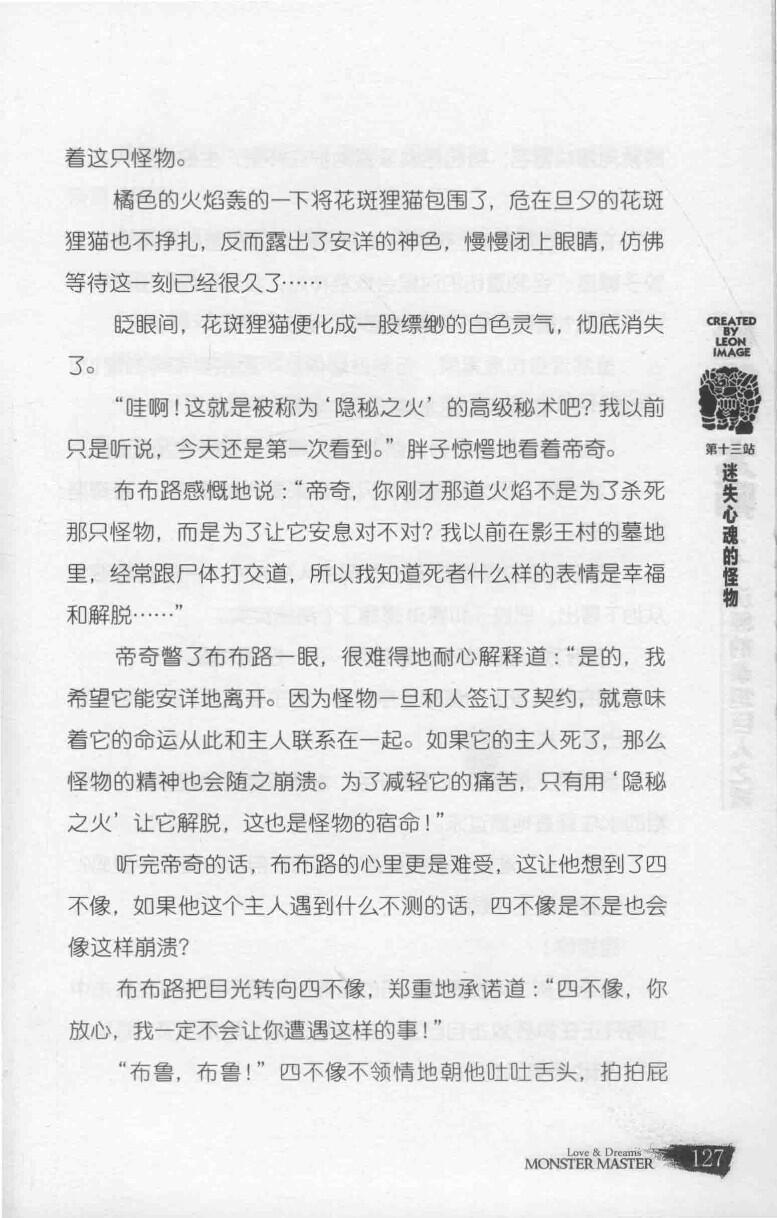 着这只怪物。
橘色的火焰轰的一下将花斑狸猫包围了，危在旦夕的花斑
狸猫也不挣扎，反而露出了安详的神色，慢慢闭上眼睛，仿佛
等待这一刻已经很久了……
眨眼间，花斑狸猫便化成一股缥缈的白色灵气，彻底消失
了。
“哇啊！这就是被称为‘隐秘之火’的高级秘术吧？我以前
只是听说，今天还是第一次看到。”胖子惊愕地看着帝奇。
布布路感慨地说：“帝奇，你刚才那道火焰不是为了杀死
那只怪物，而是为了让它安息对不对？我以前在影王村的墓地
里，经常跟尸体打交道，所以我知道死者什么样的表情是幸福
和解脱……”
帝奇瞥了布布路一眼，很难得地耐心解释道：“是的，我
希望它能安详地离开。因为怪物一旦和人签订了契约，就意味
着它的命运从此和主人联系在一起。如果它的主人死了，那么
怪物的精神也会随之崩溃。为了减轻它的痛苦，只有用‘隐秘
之火’让它解脱，这也是怪物的宿命！”
听完帝奇的话，布布路的心里更是难受，这让他想到了四
不像，如果他这个主人遇到什么不测的话，四不像是不是也会
像这样崩溃？
布布路把目光转向四不像，郑重地承诺道：“四不像，你
放心，我一定不会让你遭遇这样的事！”
“布鲁，布鲁！”四不像不领情地朝他吐吐舌头，拍拍屁
CREATED
BY
LEON
IMAGE
第十三站
迷失心魂的怪物
Love & Dreams
MONSTER MASTER
127